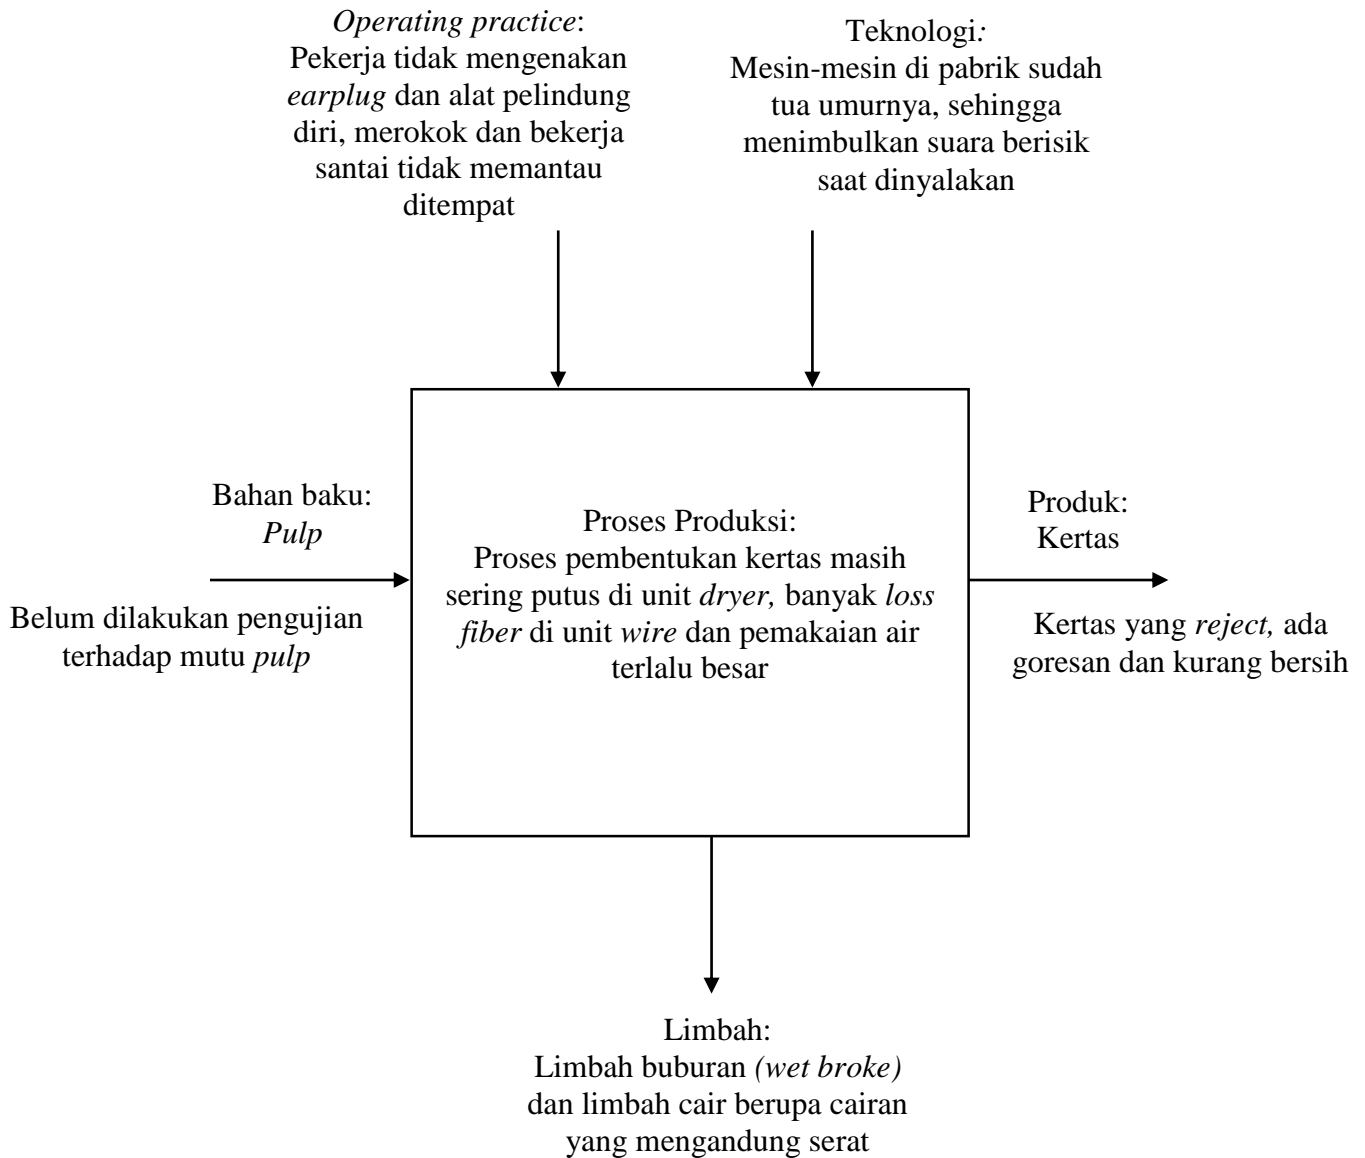 Operating practice:
Pekerja tidak mengenakan
earplug dan alat pelindung
diri, merokok dan bekerja
santai tidak memantau
ditempat
Teknologi:
Mesin-mesin di pabrik sudah
tua umurnya, sehingga
menimbulkan suara berisik
saat dinyalakan
Bahan baku:
Pulp
Belum dilakukan pengujian
terhadap mutu pulp
Proses Produksi:
Proses pembentukan kertas masih
sering putus di unit dryer, banyak loss
fiber di unit wire dan pemakaian air
terlalu besar
Produk:
Kertas
Kertas yang reject, ada
goresan dan kurang bersih
Limbah:
Limbah buburan (wet broke)
dan limbah cair berupa cairan
yang mengandung serat